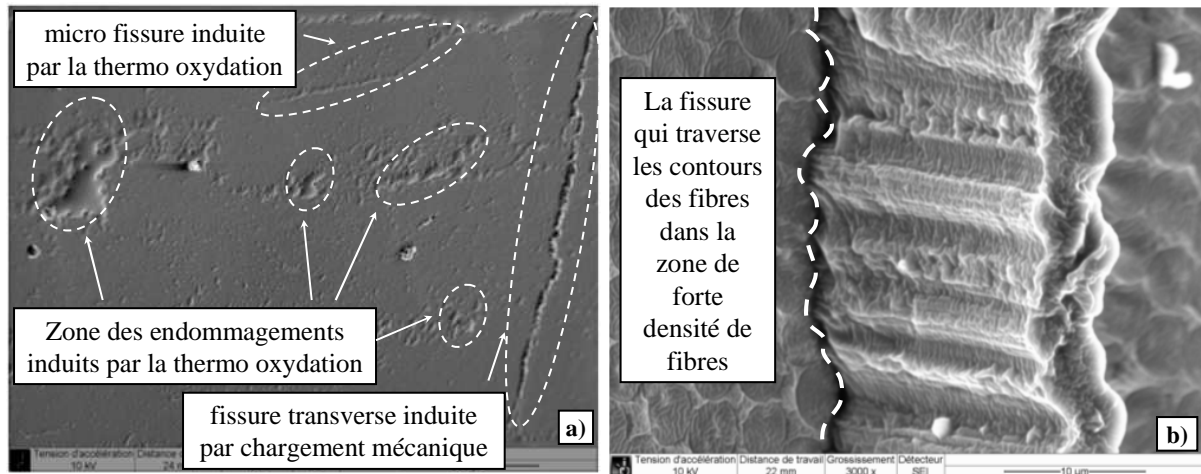 micro fissure induite
par la thermo oxydation
Zone des endommagements
induits par la thermo oxydation
fissure transverse induite
par chargement mécanique
a)
Tension d'accélération
10 kV
La fissure
qui traverse
les contours
des fibres
dans la
zone de
forte
densité de
fibres
b)
Tension d'accélération Distance de travail Grossissement Détecteur
10 kV 22 mm 3000 x SEI 10 µm